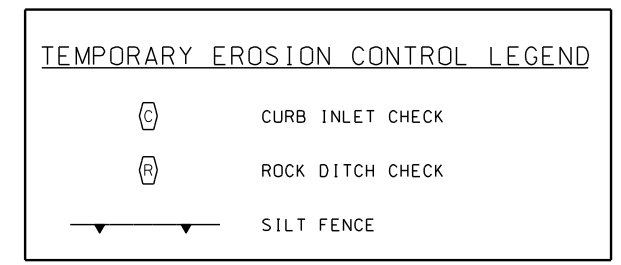 TEMPORARY EROSION CONTROL LEGEND
C CURB INLET CHECK
R ROCK DITCH CHECK
SILT FENCE